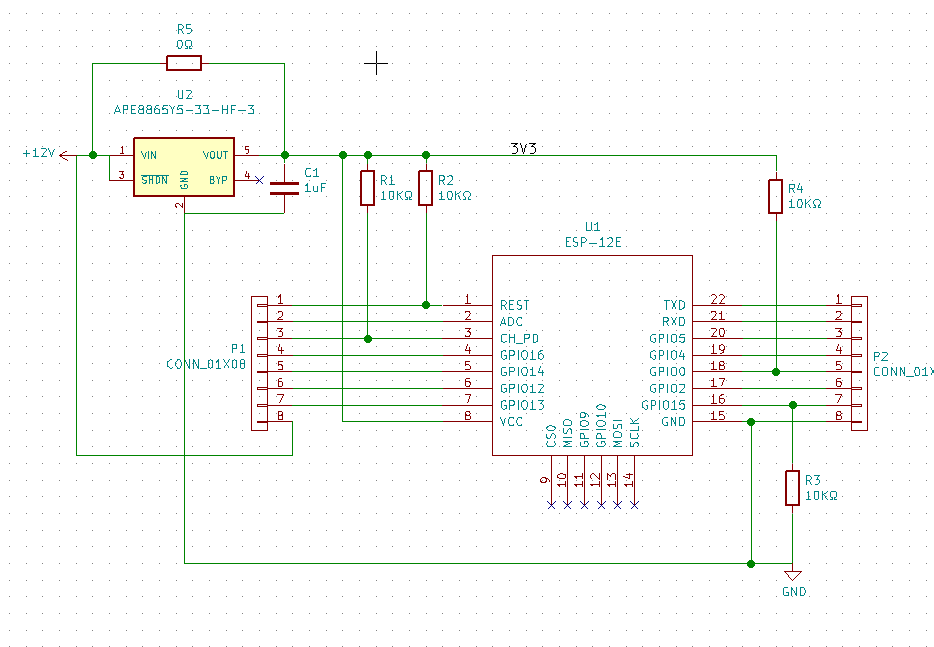 R5
0Ω
U2
APE8865Y5-33-HF-3
+12V
1
VIN
VOUT
5
3
SHDN
GND
BYP
4
2
C1
1uF
3V3
R1
10KΩ
R2
10KΩ
R4
10KΩ
U1
ESP-12E
P1
CONN_01X08
1
2
3
4
5
6
7
8
1
2
3
4
5
6
7
8
REST
ADC
CH_PD
GPIO16
GPIO14
GPIO12
GPIO13
VCC
CS0
MISO
GPIO9
GPIO10
MOSI
SCLK
9
10
11
12
13
14
TXD
RXD
GPIO5
GPIO4
GPIO0
GPIO2
GPIO15
GND
22
21
20
19
18
17
16
15
1
2
3
4
5
6
7
8
P2
CONN_01
R3
10KΩ
GND